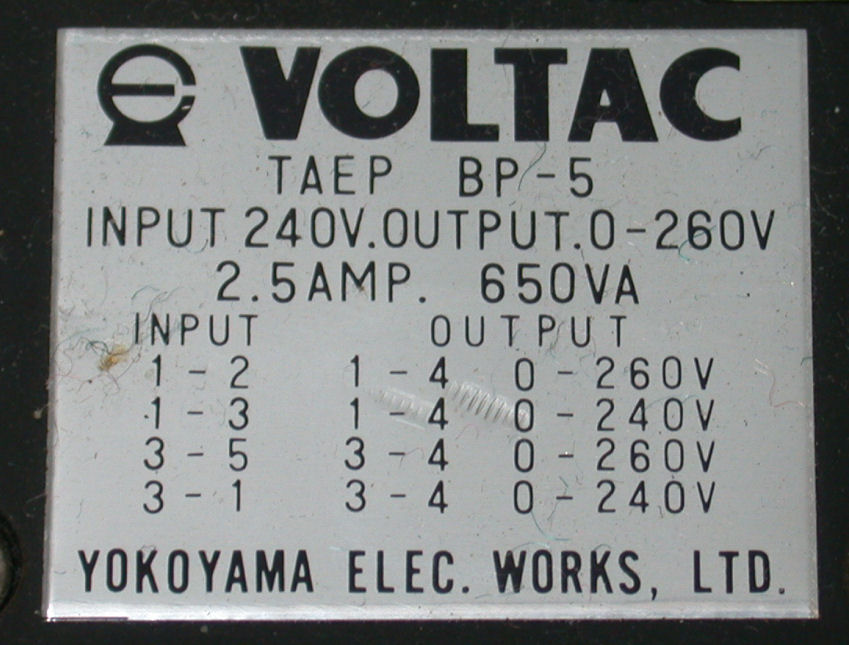 VOLTAC
TAEP BP-5
INPUT 240V.OUTPUT.0-260V
2.5AMP. 650VA
INPUT OUTPUT
1-2 1-4 0-260V
1-3 1-4 0-240V
3-5 3-4 0-260V
3-1 3-4 0-240V
YOKOYAMA ELEC. WORKS, LTD.